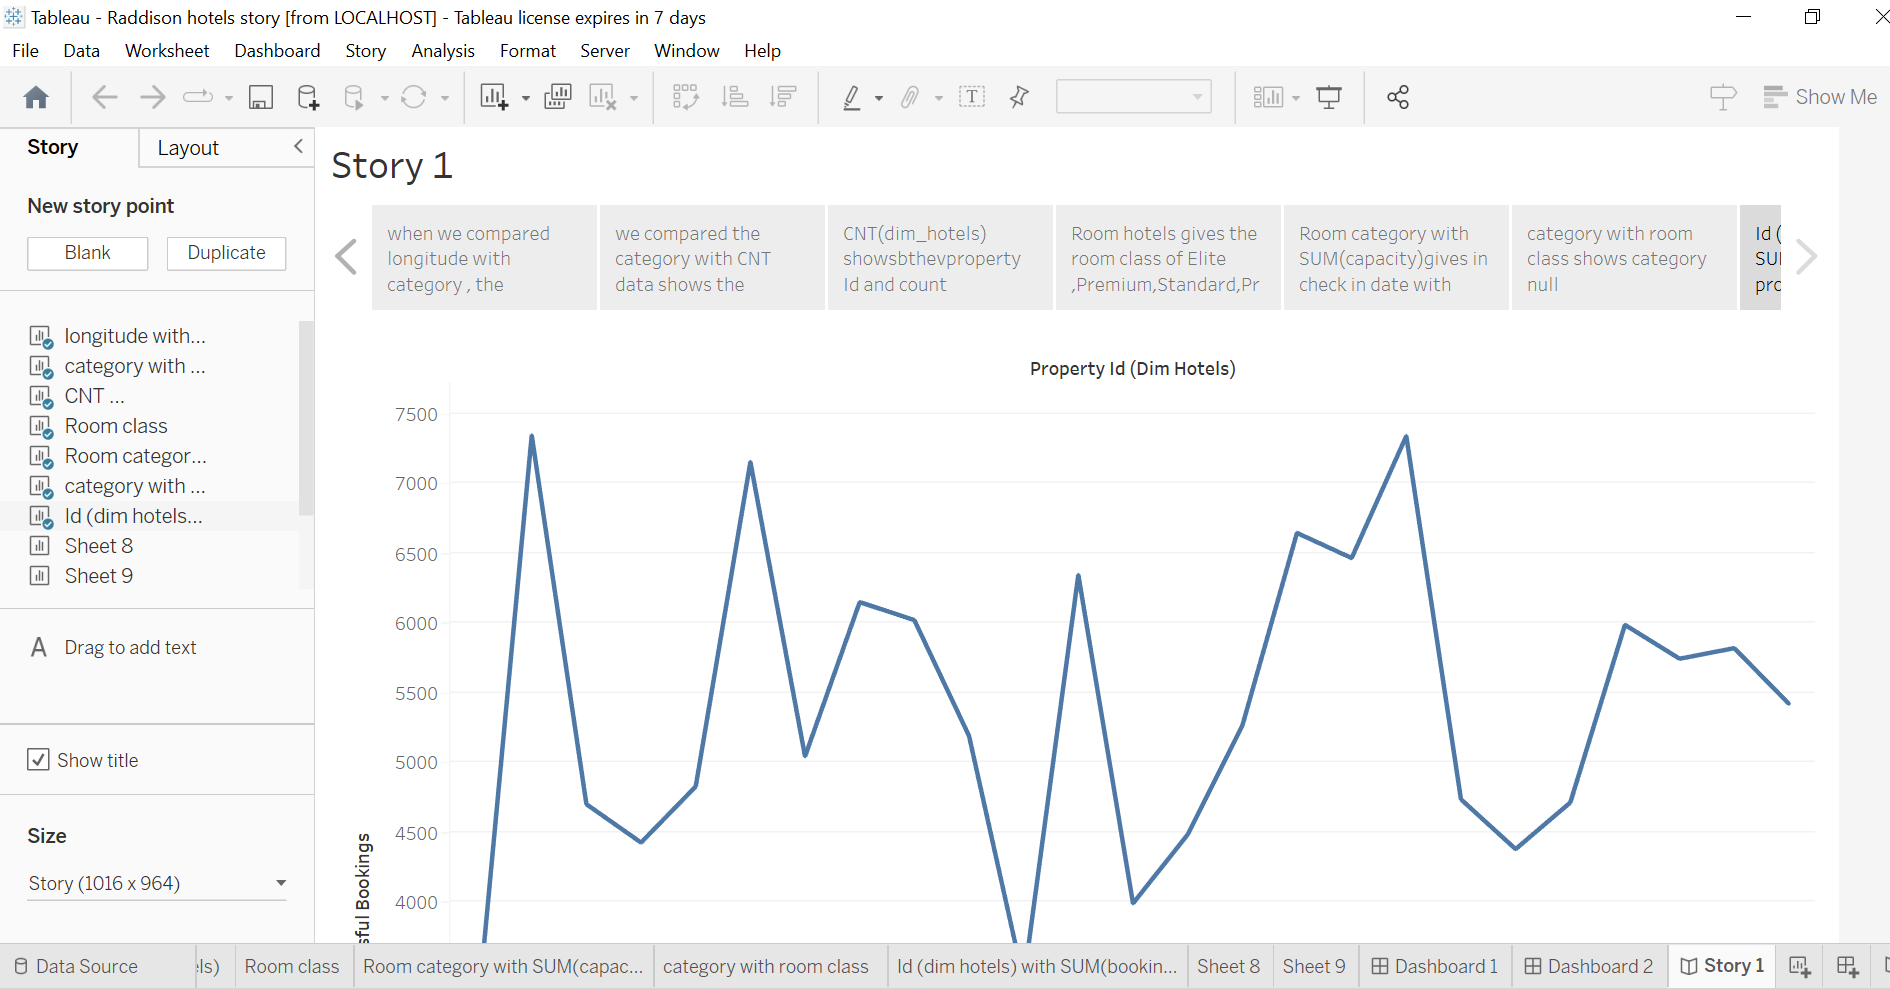 Tableau - Raddison hotels story [from LOCALHOST] - Tableau license expires in 7 days
File Data Worksheet Dashboard Story Analysis Format Server Window Help
Show Me
Story Layout
New story point
Blank Duplicate
longitude with...
category with ...
CNT ...
Room class
Room categor...
category with ...
Id (dim hotels...
Sheet 8
Sheet 9
A Drag to add text
Show title
Size
Story (1016 x 964)
Story 1
when we compared
longitude with
category , the
we compared the
category with CNT
data shows the
CNT(dim_hotels)
showsbthevproperty
Id and count
Room hotels gives the
room class of Elite
,Premium,Standard,Pr
Room category with
SUM(capacity)gives in
check in date with
category with room
class shows category
null
Id (
SUI
prc
Property Id (Dim Hotels)
7500
7000
6500
6000
5500
5000
4500
4000
sful Bookings
Data Source els) Room class Room category with SUM(capac... category with room class Id (dim hotels) with SUM(bookin... Sheet 8 Sheet 9 Dashboard 1 Dashboard 2 Story 1